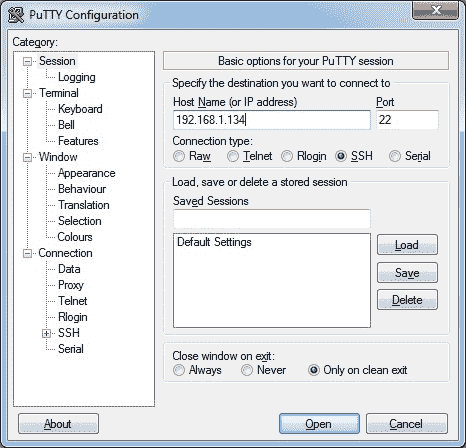 PuTTY Configuration
Category:
Session
Logging
Terminal
Keyboard
Bell
Features
Window
Appearance
Behaviour
Translation
Selection
Colours
Connection
Data
Proxy
Telnet
Rlogin
SSH
Serial
Basic options for your PuTTY session
Specify the destination you want to connect to
Host Name (or IP address) Port
192.168.1.134 22
Connection type:
Raw Telnet Rlogin SSH Serial
Load, save or delete a stored session
Saved Sessions
Default Settings
Load
Save
Delete
Close window on exit:
Always Never Only on clean exit
About Open Cancel